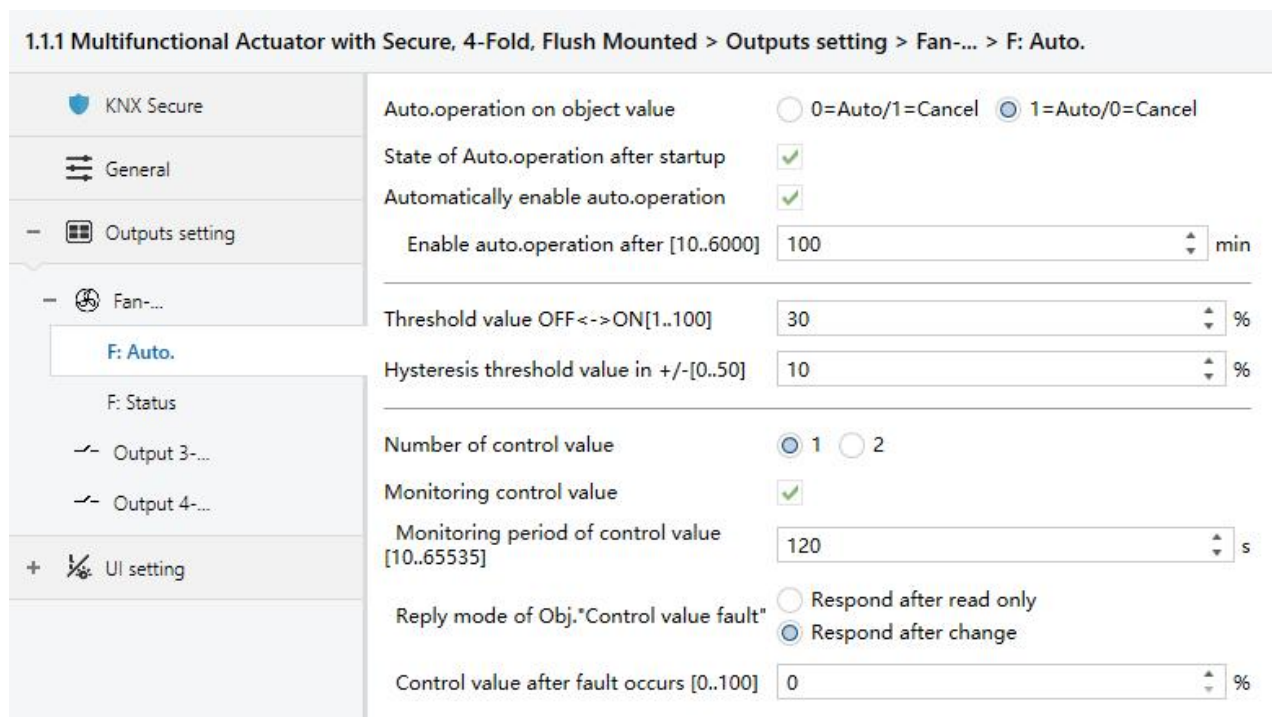 1.1.1 Multifunctional Actuator with Secure, 4-Fold, Flush Mounted > Outputs setting > Fan-... > F: Auto.
KNX Secure
General
Outputs setting
Fan-...
F: Auto.
F: Status
Output 3-...
Output 4-...
UI setting
Auto.operation on object value 0=Auto/1=Cancel 1=Auto/0=Cancel
State of Auto.operation after startup
Automatically enable auto.operation
Enable auto.operation after [10..6000] 100 min
Threshold value OFF<->ON[1..100] 30 %
Hysteresis threshold value in +/-[0..50] 10 %
Number of control value 1 2
Monitoring control value
Monitoring period of control value
[10..65535] 120 s
Reply mode of Obj."Control value fault" Respond after read only
Respond after change
Control value after fault occurs [0..100] 0 %